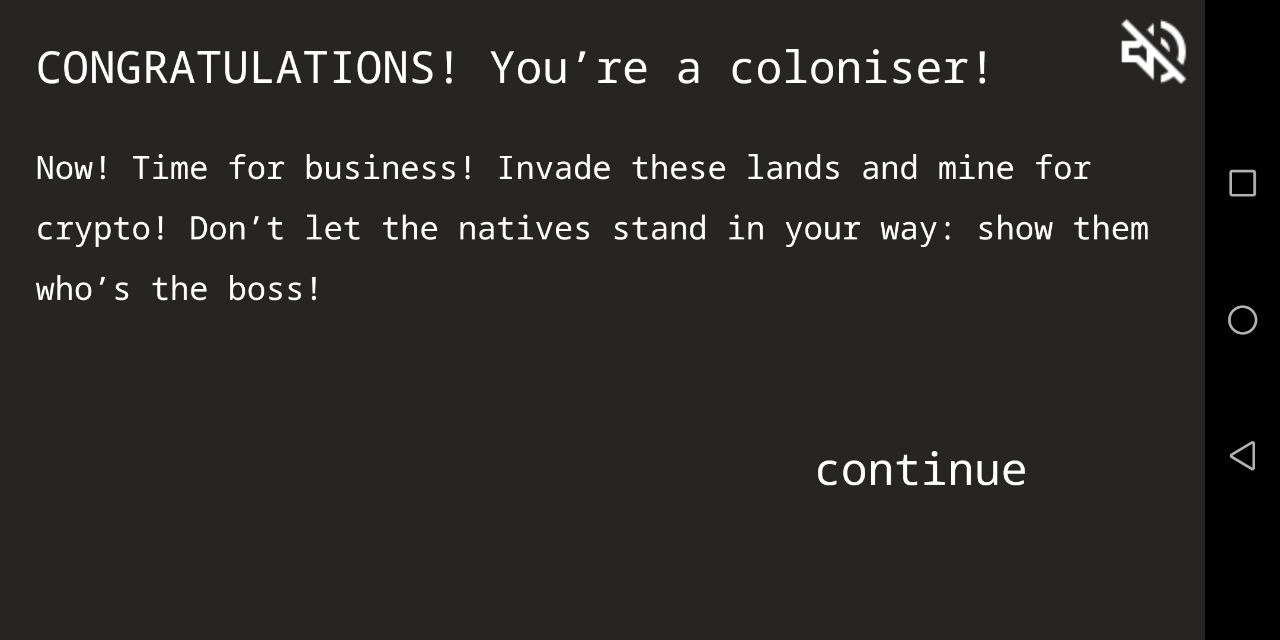 CONGRATULATIONS! You’re a coloniser!
Now! Time for business! Invade these lands and mine for
crypto! Don’t let the natives stand in your way: show them
who’s the boss!
continue